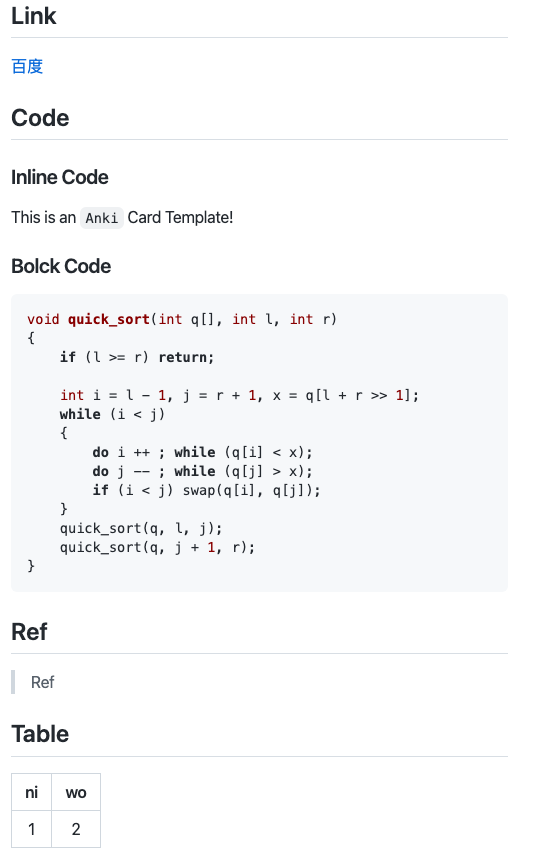 Link
百度
Code
Inline Code
This is an Anki Card Template!
Bolck Code
void quick_sort(int q[], int l, int r)
{
    if (l >= r) return;

    int i = l - 1, j = r + 1, x = q[l + r >> 1];
    while (i < j)
    {
        do i ++ ; while (q[i] < x);
        do j -- ; while (q[j] > x);
        if (i < j) swap(q[i], q[j]);
    }
    quick_sort(q, l, j);
    quick_sort(q, j + 1, r);
}
Ref
Ref
Table
ni wo
1 2